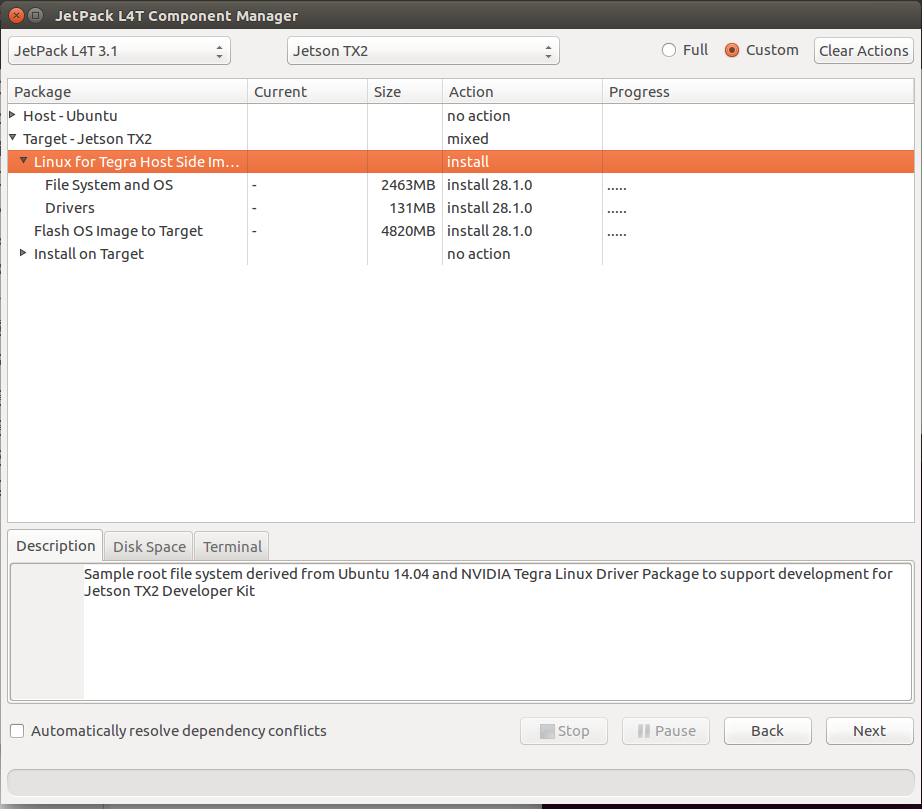 JetPack L4T Component Manager
JetPack L4T 3.1 Jetson TX2 Full Custom Clear Actions
Package Current Size Action Progress
Host - Ubuntu no action
Target - Jetson TX2 mixed
Linux for Tegra Host Side Im... install
File System and OS - 2463MB install 28.1.0 .....
Drivers - 131MB install 28.1.0 .....
Flash OS Image to Target - 4820MB install 28.1.0 .....
Install on Target no action
Description Disk Space Terminal
Sample root file system derived from Ubuntu 14.04 and NVIDIA Tegra Linux Driver Package to support development for
Jetson TX2 Developer Kit
Automatically resolve dependency conflicts Stop Pause Back Next